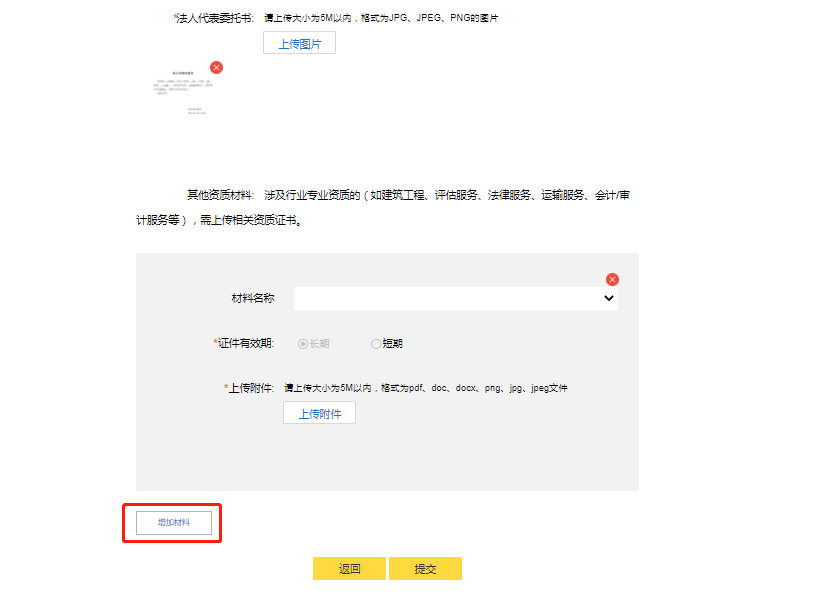 *法人代表委托书: 请上传大小为5M以内，格式为JPG、JPEG、PNG的图片
上传图片
其他资质材料: 涉及行业专业资质的（如建筑工程、评估服务、法律服务、运输服务、会计/审
计服务等），需上传相关资质证书。
材料名称
*证件有效期: 长期 短期
*上传附件: 请上传大小为5M以内，格式为pdf、doc、docx、png、jpg、jpeg文件
上传附件
增加材料
返回 提交